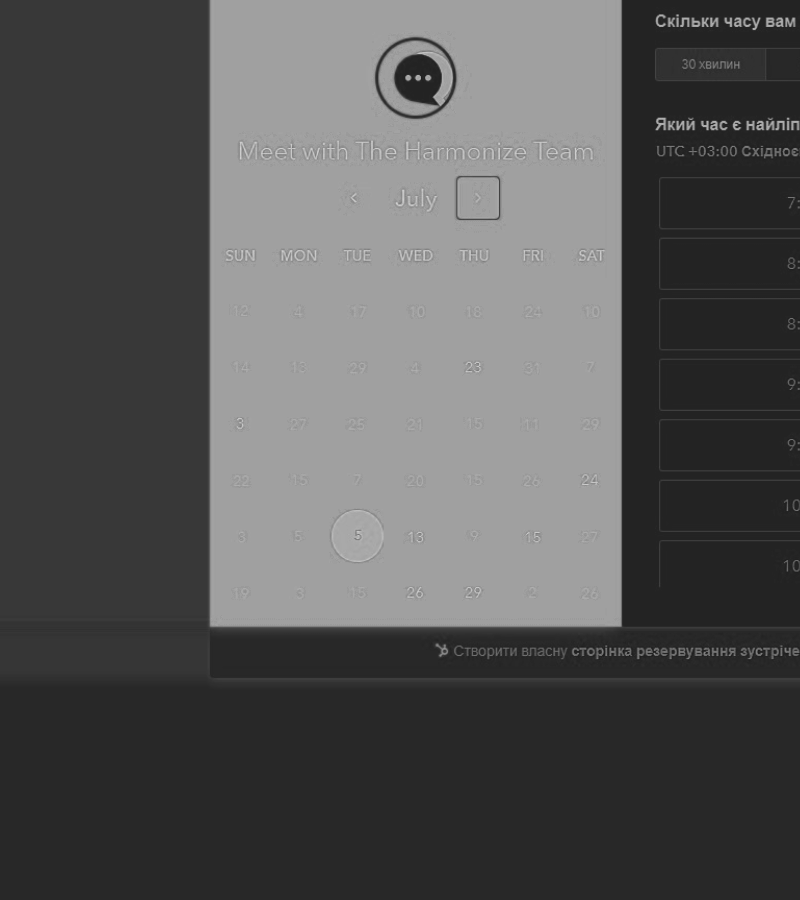 Meet with The Harmonize Team
July
SUN MON TUE WED THU FRI SAT
12 4 17 10 18 24 10
14 13 29 4 23 31 7
3 27 25 21 15 11 29
22 15 7 20 15 26 24
3 5 5 13 9 15 27
19 3 15 26 29 2 26
Скільки часу вам
30 хвилин
Який час є найліп
UTC +03:00 Східноє
7:
8:
8:
9:
9:
10
10
Створити власну сторінка резервування зустріче